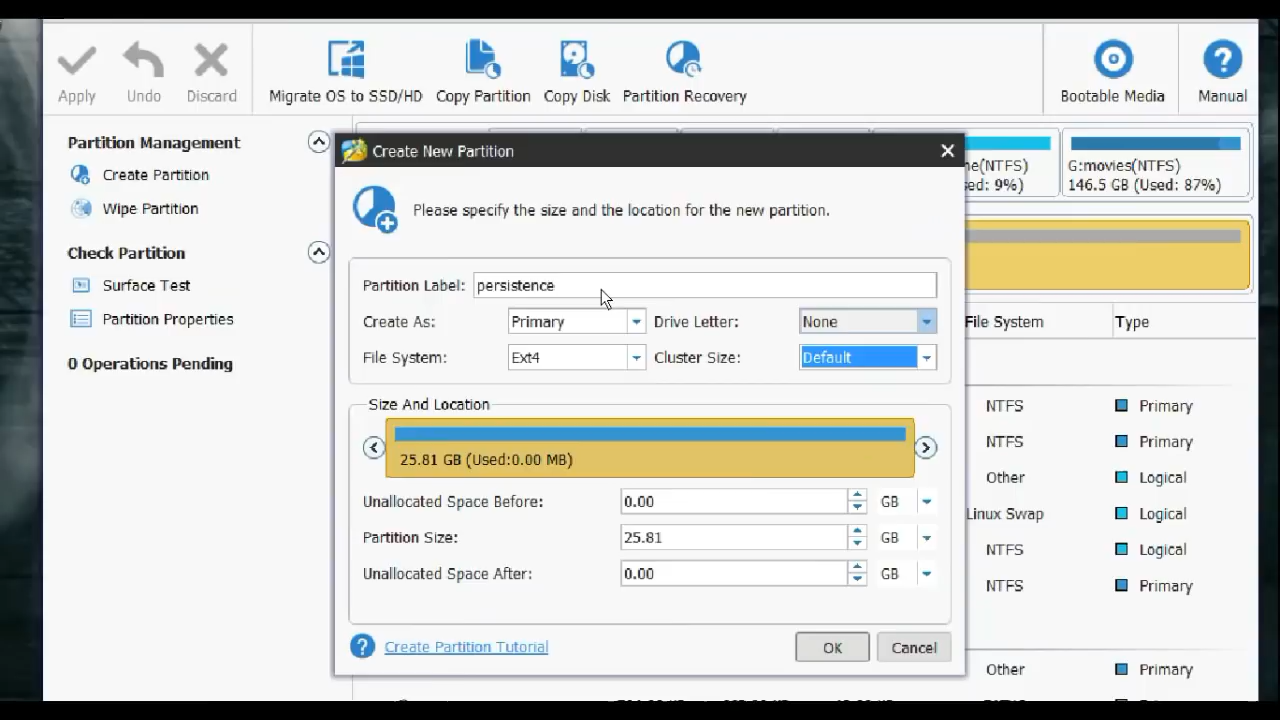 Apply Undo Discard Migrate OS to SSD/HD Copy Partition Copy Disk Partition Recovery Bootable Media Manual
Partition Management
Create Partition
Wipe Partition
Check Partition
Surface Test
Partition Properties
0 Operations Pending
G:movies(NTFS)
146.5 GB (Used: 87%)
Create New Partition
Please specify the size and the location for the new partition.
Partition Label: persistence
Create As: Primary Drive Letter: None
File System: Ext4 Cluster Size: Default
Size And Location
25.81 GB (Used:0.00 MB)
Unallocated Space Before: 0.00 GB
Partition Size: 25.81 GB
Unallocated Space After: 0.00 GB
Create Partition Tutorial OK Cancel
File System Type
NTFS Primary
NTFS Primary
Other Logical
Linux Swap Logical
NTFS Logical
NTFS Primary
Other Primary